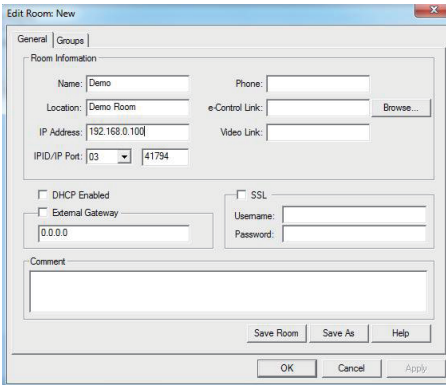 Edit Room: New
General Groups
Room Information
Name: Demo Phone:
Location: Demo Room e-Control Link: Browse...
IP Address: 192.168.0.100 Video Link:
IPID/IP Port: 03 41794
DHCP Enabled SSL
External Gateway Username:
0.0.0.0 Password:
Comment
Save Room Save As Help
OK Cancel Apply